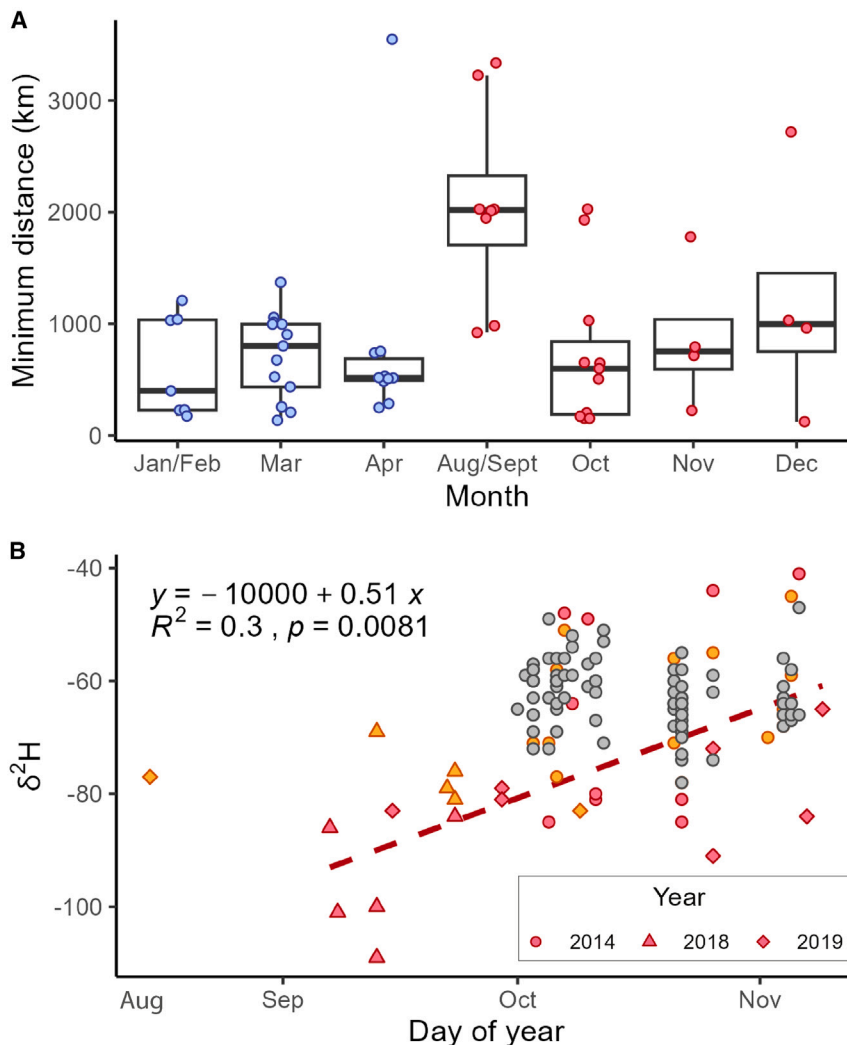 A
Minimum distance (km)
3000
2000
1000
0
Jan/Feb Mar Apr Aug/Sept Oct Nov Dec
Month
B
δ²H
-40
-60
-80
-100
y = − 10000 + 0.51 x
R² = 0.3 , p = 0.0081
Year
2014 2018 2019
Aug Sep Oct Nov
Day of year